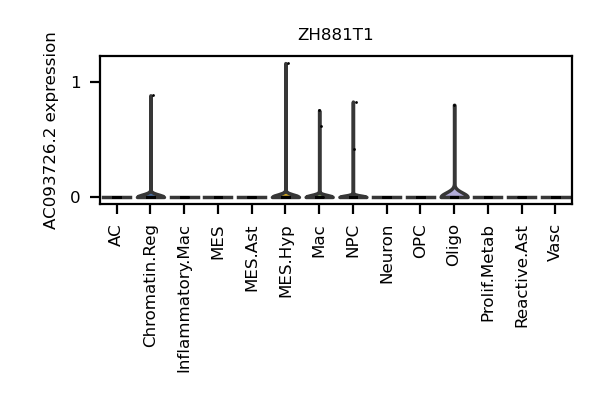 ZH881T1
AC093726.2 expression
1
0
AC
Chromatin.Reg
Inflammatory.Mac
MES
MES.Ast
MES.Hyp
Mac
NPC
Neuron
OPC
Oligo
Prolif.Metab
Reactive.Ast
Vasc